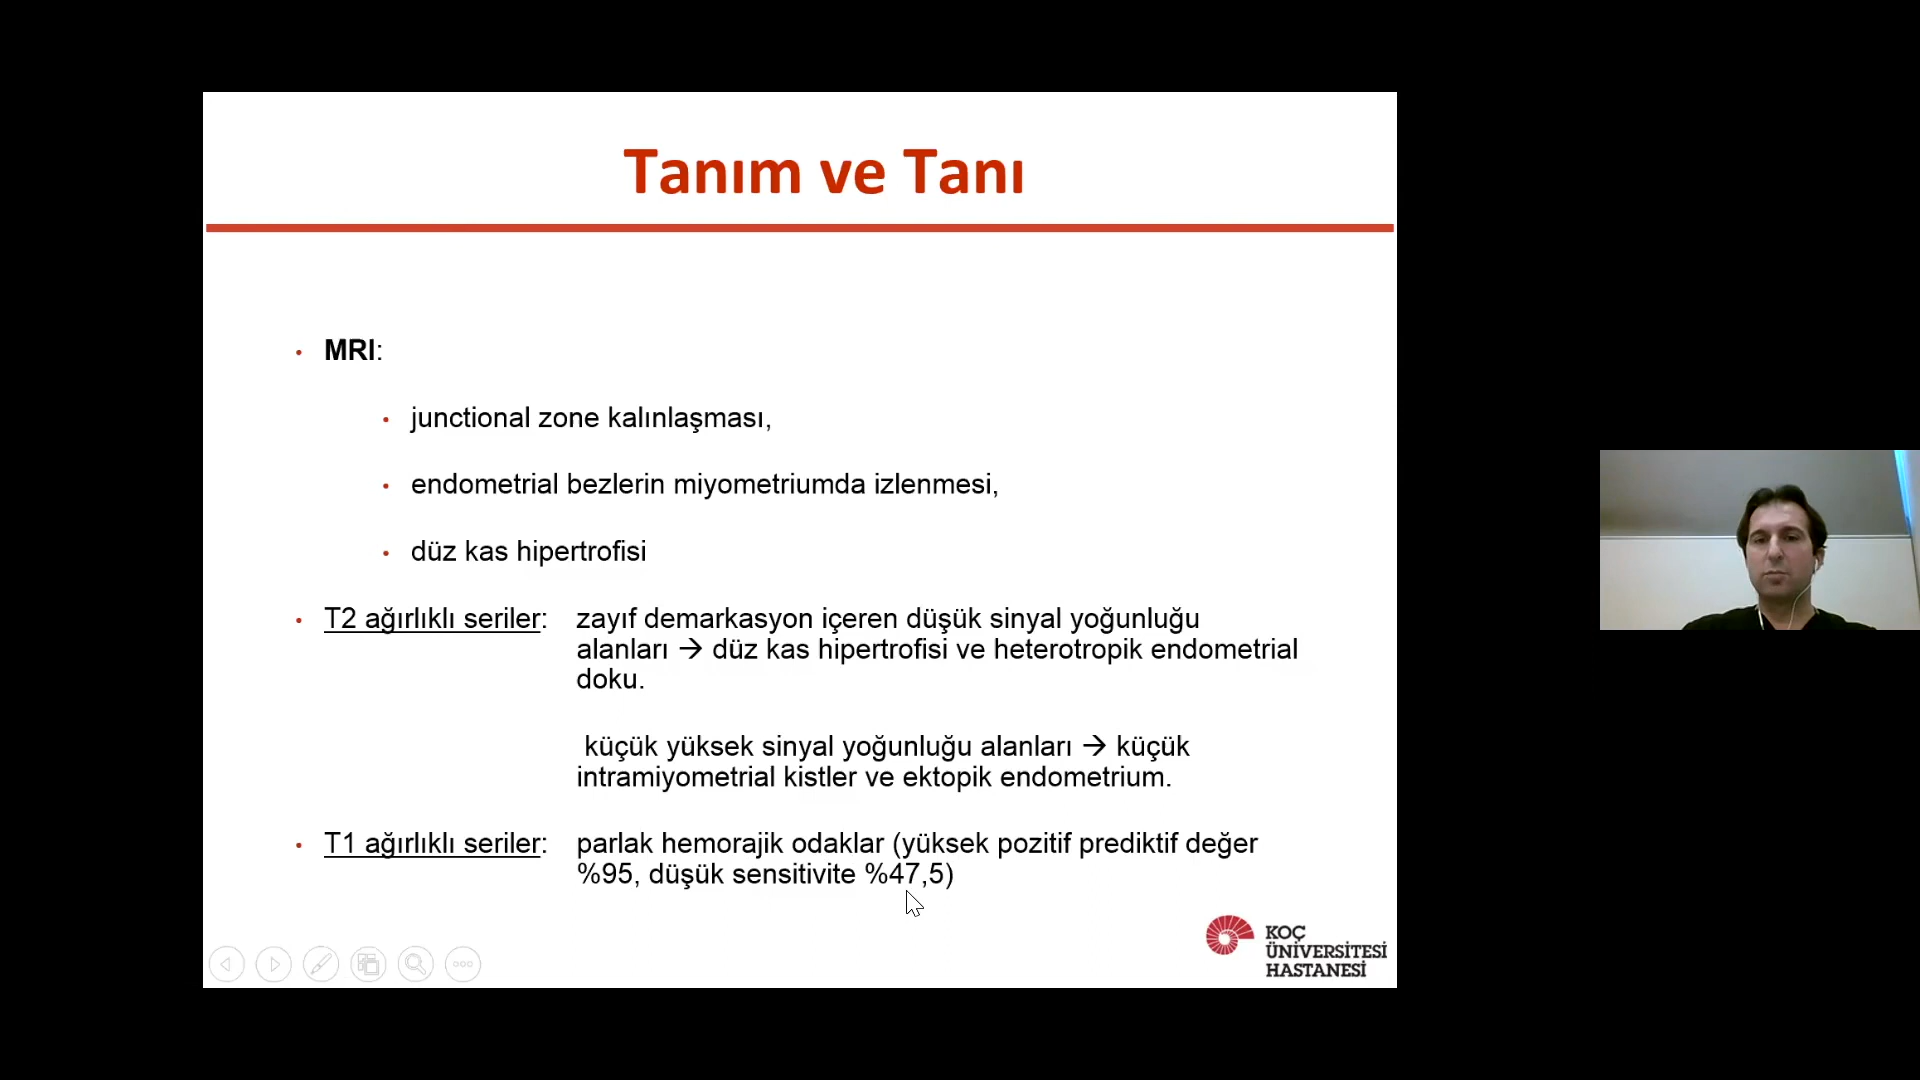 Tanım ve Tanı
• MRI:
• junctional zone kalınlaşması,
• endometrial bezlerin miyometriumda izlenmesi,
• düz kas hipertrofisi
• T2 ağırlıklı seriler: zayıf demarkasyon içeren düşük sinyal yoğunluğu
alanları → düz kas hipertrofisi ve heterotropik endometrial
doku.
küçük yüksek sinyal yoğunluğu alanları → küçük
intramiyometrial kistler ve ektopik endometrium.
• T1 ağırlıklı seriler: parlak hemorajik odaklar (yüksek pozitif prediktif değer
%95, düşük sensitivite %47,5)
KOÇ
ÜNİVERSİTESİ
HASTANESİ